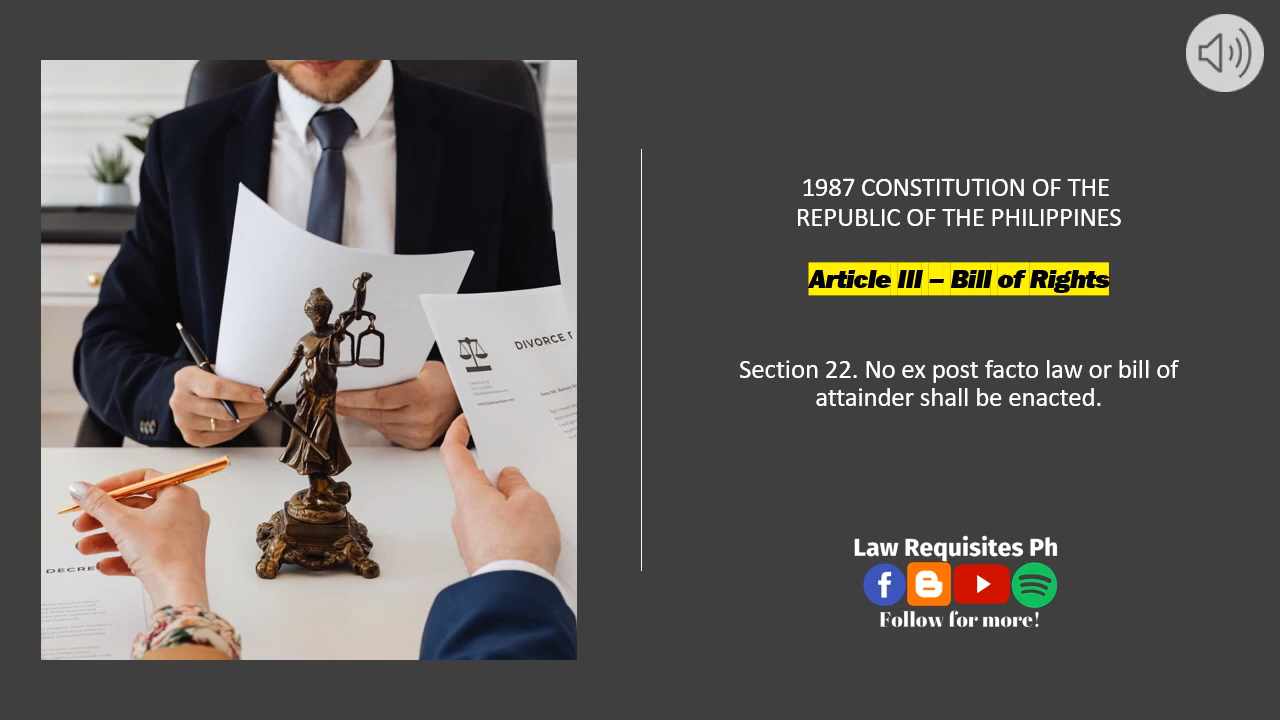 1987 CONSTITUTION OF THE
REPUBLIC OF THE PHILIPPINES
Article III – Bill of Rights
Section 22. No ex post facto law or bill of
attainder shall be enacted.
Law Requisites Ph
Follow for more!
DIVORCE
DECRE